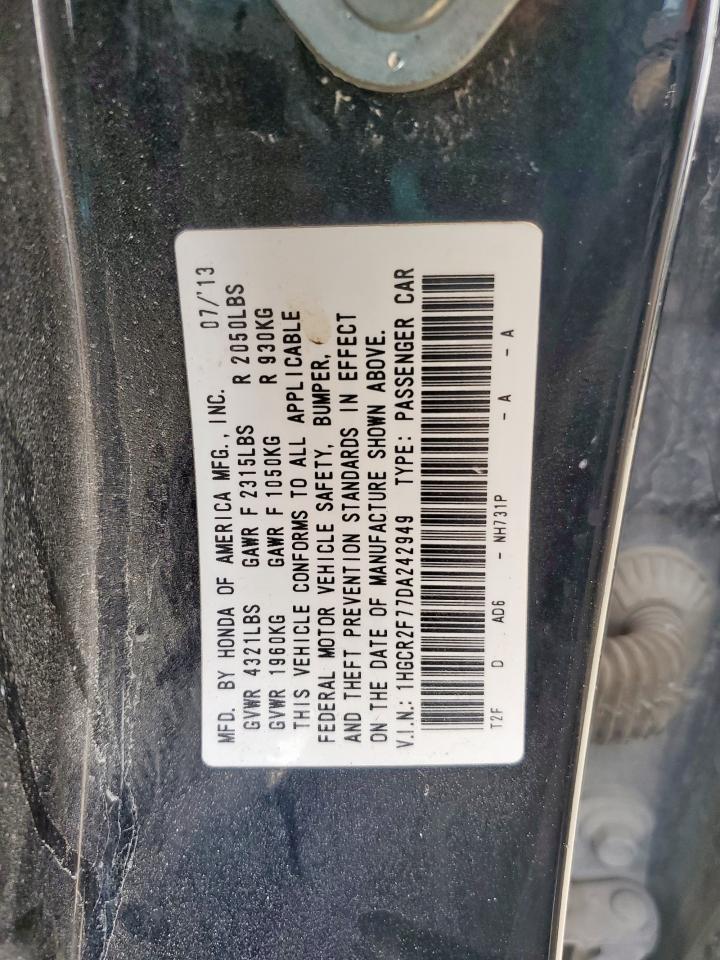 MFD. BY HONDA OF AMERICA MFG., INC. 07/'13
GVWR 4321LBS GAWR F 2315LBS R 2050LBS
GVWR 1960KG GAWR F 1050KG R 930KG
THIS VEHICLE CONFORMS TO ALL APPLICABLE
FEDERAL MOTOR VEHICLE SAFETY, BUMPER,
AND THEFT PREVENTION STANDARDS IN EFFECT
ON THE DATE OF MANUFACTURE SHOWN ABOVE.
V.I.N.: 1HGCR2F77DA242949 TYPE: PASSENGER CAR
T2F D AD6 - NH731P - A - A